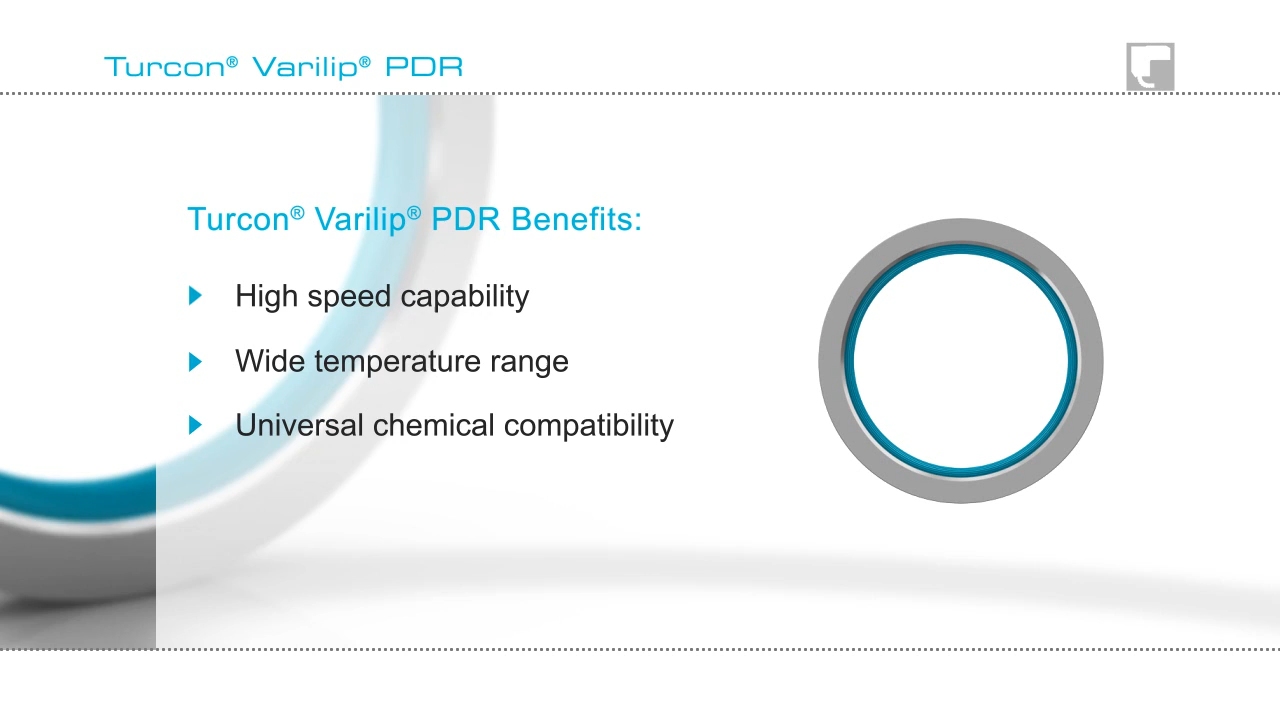 Turcon® Varilip® PDR
Turcon® Varilip® PDR Benefits:
High speed capability
Wide temperature range
Universal chemical compatibility